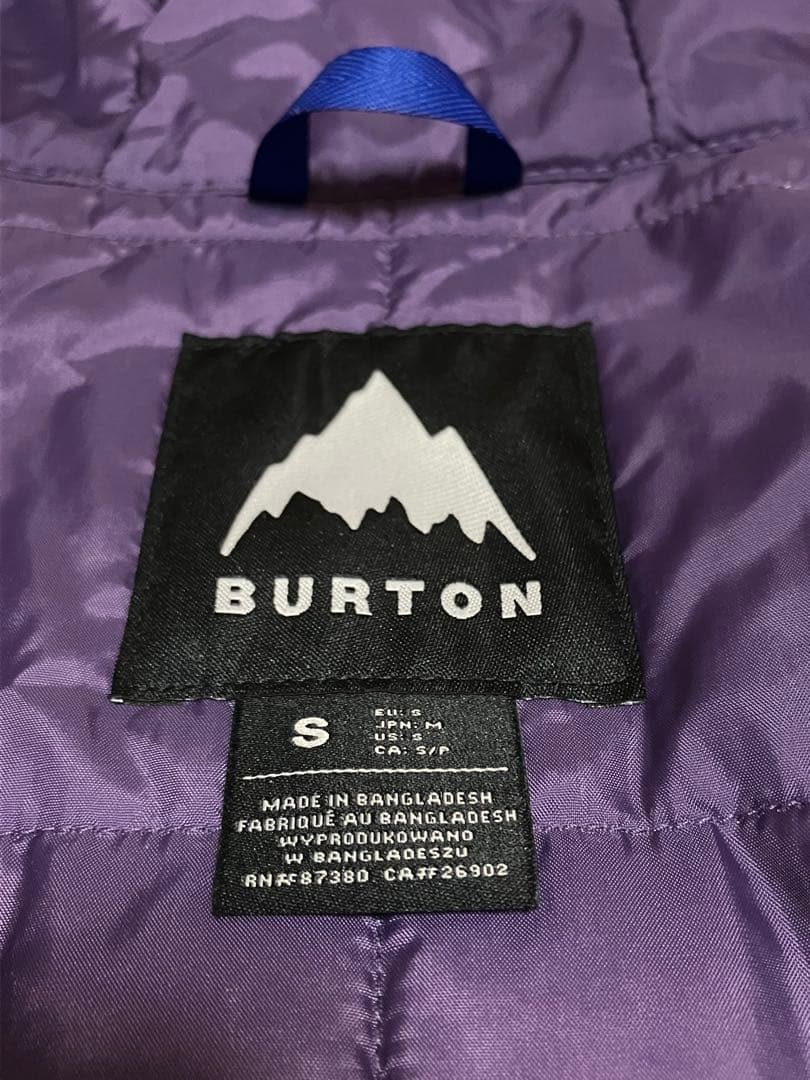 BURTON
S
EU: S
JPN: M
US: S
CA: S/P
MADE IN BANGLADESH
FABRIQUÉ AU BANGLADESH
WYPRODUKOWANO
W BANGLADESZU
RN#87380 CA#26902